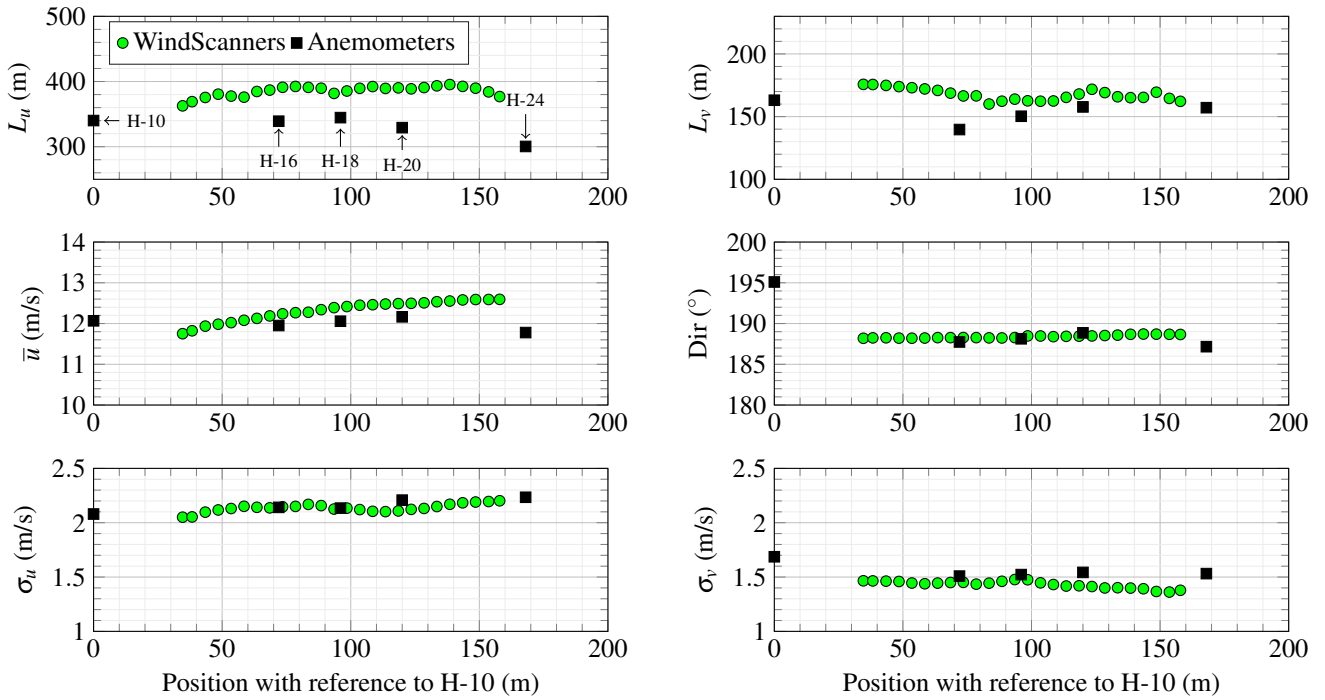 500
400
300
L_u (m)
WindScanners Anemometers
H-10
H-16
H-18
H-20
H-24
0 50 100 150 200
200
150
100
L_v (m)
0 50 100 150 200
14
13
12
11
10
u̅ (m/s)
0 50 100 150 200
200
195
190
185
180
Dir (°)
0 50 100 150 200
2.5
2
1.5
1
σ_u (m/s)
0 50 100 150 200
Position with reference to H-10 (m)
2.5
2
1.5
1
σ_v (m/s)
0 50 100 150 200
Position with reference to H-10 (m)